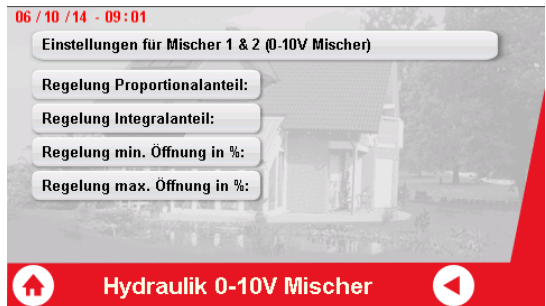 06 / 10 / 14 - 09:01
Einstellungen für Mischer 1 & 2 (0-10V Mischer)
Regelung Proportionalanteil:
Regelung Integralanteil:
Regelung min. Öffnung in %:
Regelung max. Öffnung in %:
Hydraulik 0-10V Mischer